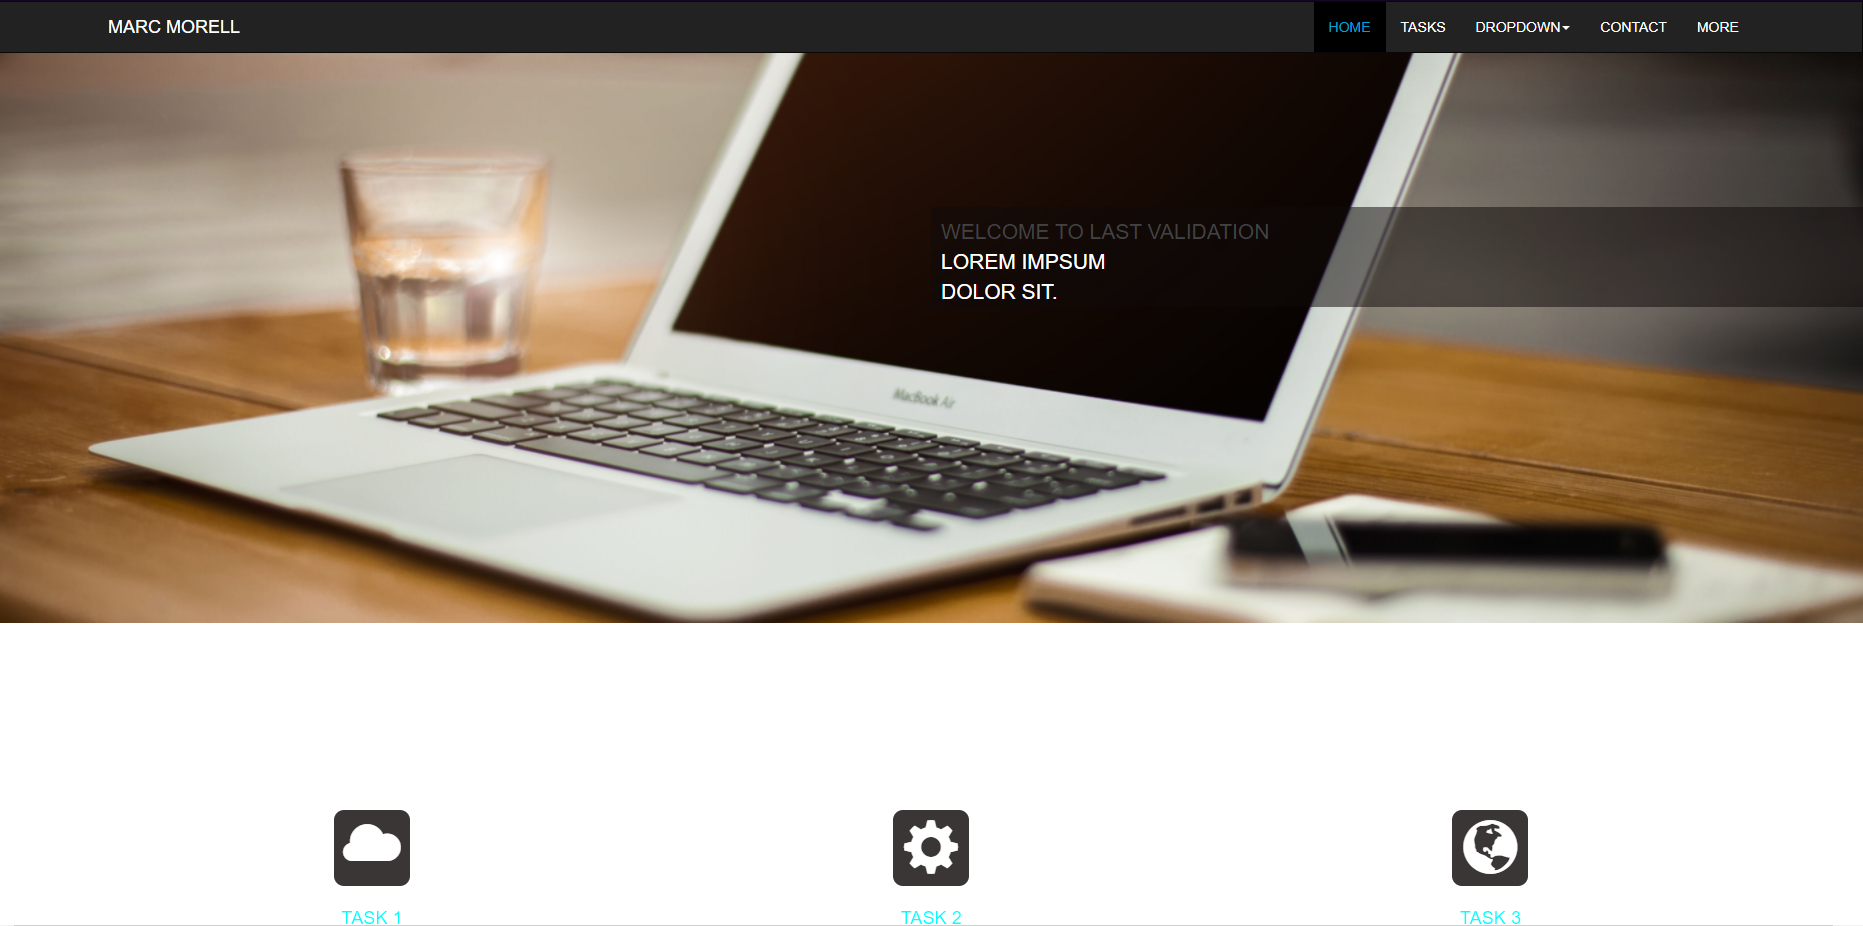 MARC MORELL
HOME TASKS DROPDOWN CONTACT MORE
WELCOME TO LAST VALIDATION
LOREM IMPSUM
DOLOR SIT.
MacBook Air
TASK 1
TASK 2
TASK 3